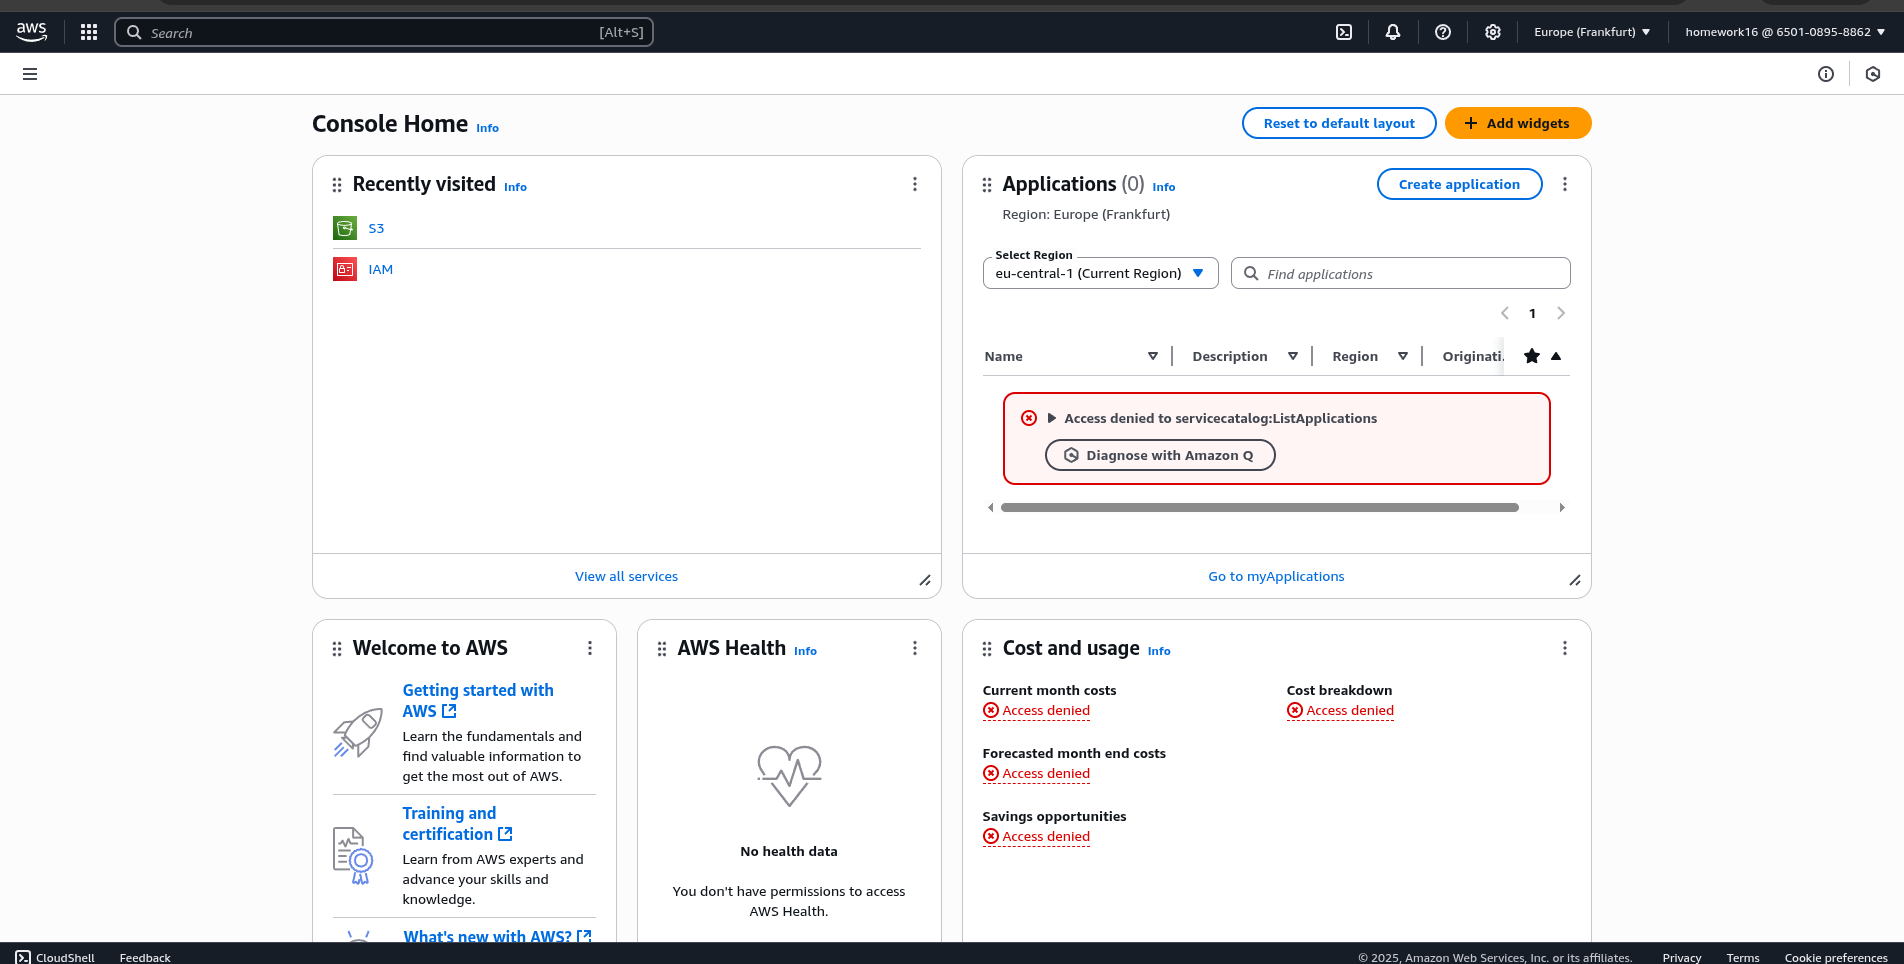 aws
Search
[Alt+S]
Europe (Frankfurt)
homework16 @ 6501-0895-8862
Console Home Info
Reset to default layout
Add widgets
Recently visited Info
S3
IAM
View all services
Applications (0) Info
Create application
Region: Europe (Frankfurt)
Select Region
eu-central-1 (Current Region)
Find applications
1
Name Description Region Originati.
Access denied to servicecatalog:ListApplications
Diagnose with Amazon Q
Go to myApplications
Welcome to AWS
Getting started with
AWS
Learn the fundamentals and
find valuable information to
get the most out of AWS.
Training and
certification
Learn from AWS experts and
advance your skills and
knowledge.
What's new with AWS?
AWS Health Info
No health data
You don't have permissions to access
AWS Health.
Cost and usage Info
Current month costs
Access denied
Forecasted month end costs
Access denied
Savings opportunities
Access denied
Cost breakdown
Access denied
CloudShell
Feedback
© 2025, Amazon Web Services, Inc. or its affiliates.
Privacy
Terms
Cookie preferences